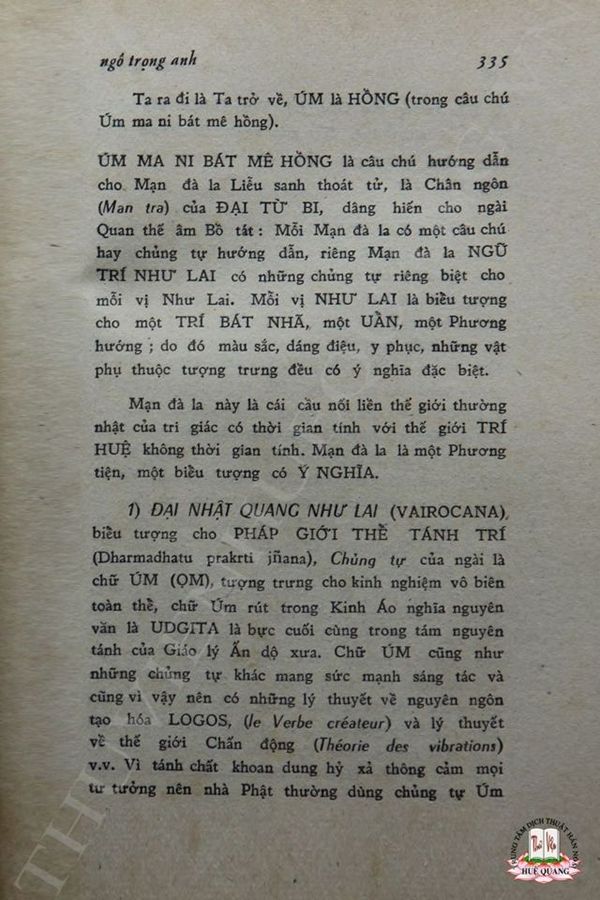 ngô trọng anh 335
Ta ra đi là Ta trở về, ÚM là HỒNG (trong câu chú
Úm ma ni bát mê hồng).
ÚM MA NI BÁT MÊ HỒNG là câu chú hướng dẫn
cho Mạn đà la Liễu sanh thoát tử, là Chân ngôn
(Man tra) của ĐẠI TỪ BI, dâng hiến cho ngài
Quan thế âm Bồ tát : Mỗi Mạn đà la có một câu chú
hay chủng tự hướng dẫn, riêng Mạn đà la NGŨ
TRÍ NHƯ LAI có những chủng tự riêng biệt cho
mỗi vị Như Lai. Mỗi vị NHƯ LAI là biểu tượng
cho một TRÍ BÁT NHÃ, một UẨN, một Phương
hướng ; do đó màu sắc, dáng điệu, y phục, những vật
phụ thuộc tượng trưng đều có ý nghĩa đặc biệt.
Mạn đà la này là cái cầu nối liền thế giới thường
nhật của tri giác có thời gian tính với thế giới TRÍ
HUỆ không thời gian tính. Mạn đà la là một Phương
tiện, một biểu tượng có Ý NGHĨA.
1) ĐẠI NHẬT QUANG NHƯ LAI (VAIROCANA),
biểu tượng cho PHÁP GIỚI THỂ TÁNH TRÍ
(Dharmadhatu prakrti jñana), Chủng tự của ngài là
chữ ÚM (OM), tượng trưng cho kinh nghiệm vô biên
toàn thể, chữ Úm rút trong Kinh Áo nghĩa nguyên
văn là UDGITA là bực cuối cùng trong tám nguyên
tánh của Giáo lý Ấn độ xưa. Chữ ÚM cũng như
những chủng tự khác mang sức mạnh sáng tác và
cũng vì vậy nên có những lý thuyết về nguyên ngôn
tạo hóa LOGOS, (le Verbe créateur) và lý thuyết
về thế giới Chấn động (Théorie des vibrations)
v.v. Vì tánh chất khoan dung hỷ xả thông cảm mọi
tư tưởng nên nhà Phật thường dùng chủng tự Úm
TRUNG TÂM DỊCH THUẬT HÁN NÔM
HUỆ QUANG